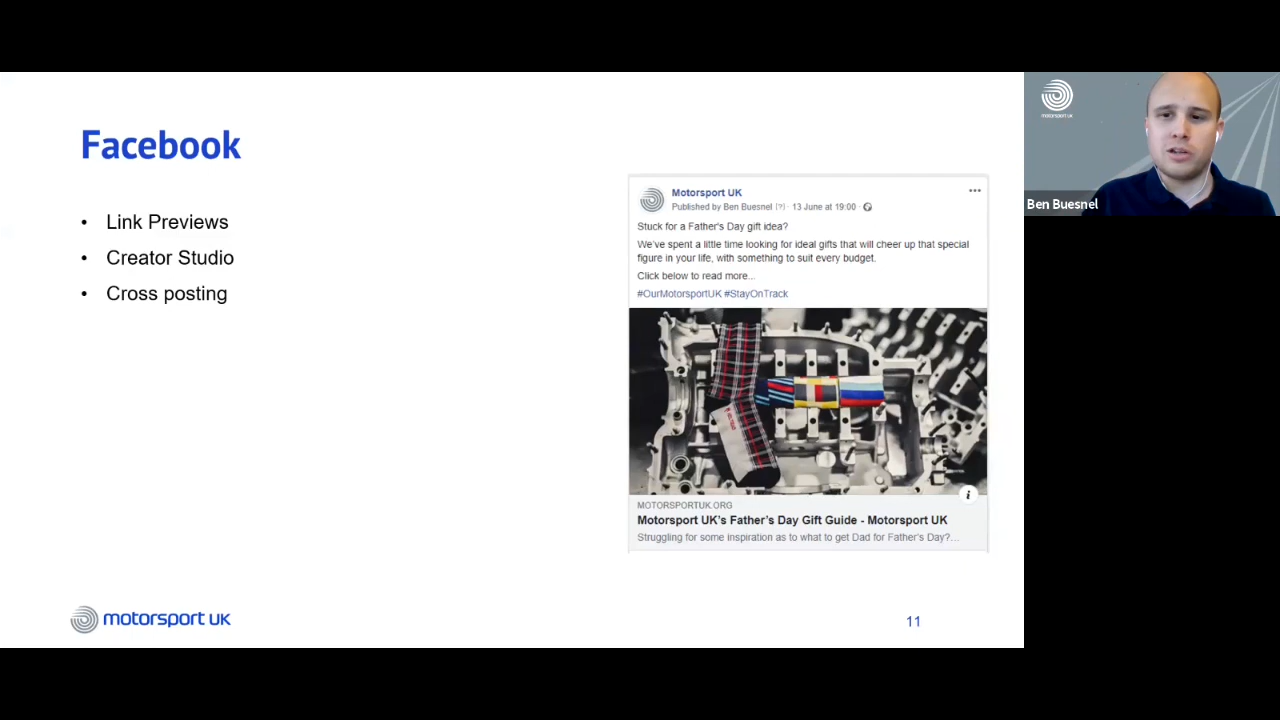 Facebook
• Link Previews
• Creator Studio
• Cross posting
Motorsport UK
Published by Ben Buesnel [?] · 13 June at 19:00 ·
Stuck for a Father's Day gift idea?
We've spent a little time looking for ideal gifts that will cheer up that special
figure in your life, with something to suit every budget.
Click below to read more...
#OurMotorsportUK #StayOnTrack
i
MOTORSPORTUK.ORG
Motorsport UK's Father's Day Gift Guide - Motorsport UK
Struggling for some inspiration as to what to get Dad for Father's Day?...
motorsport UK
11
motorsport UK
Ben Buesnel